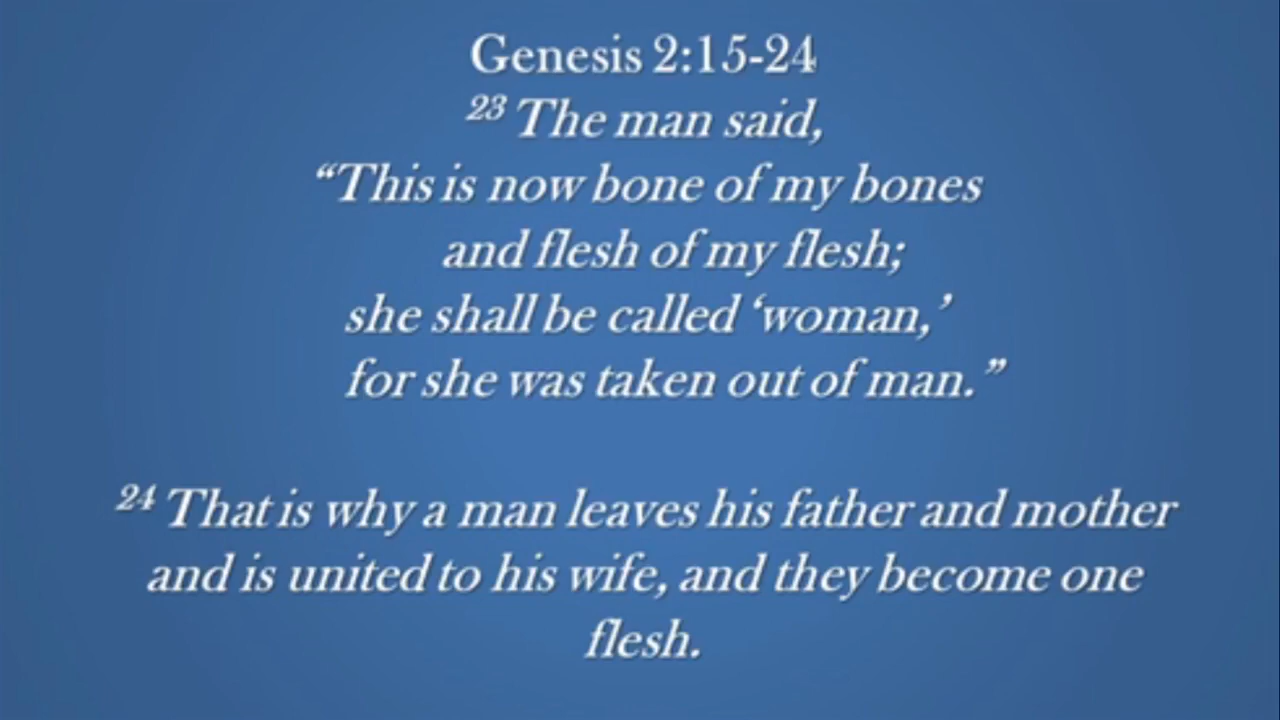 Genesis 2:15-24
23 The man said,
“This is now bone of my bones
and flesh of my flesh;
she shall be called ‘woman,’
for she was taken out of man.”
24 That is why a man leaves his father and mother
and is united to his wife, and they become one
flesh.